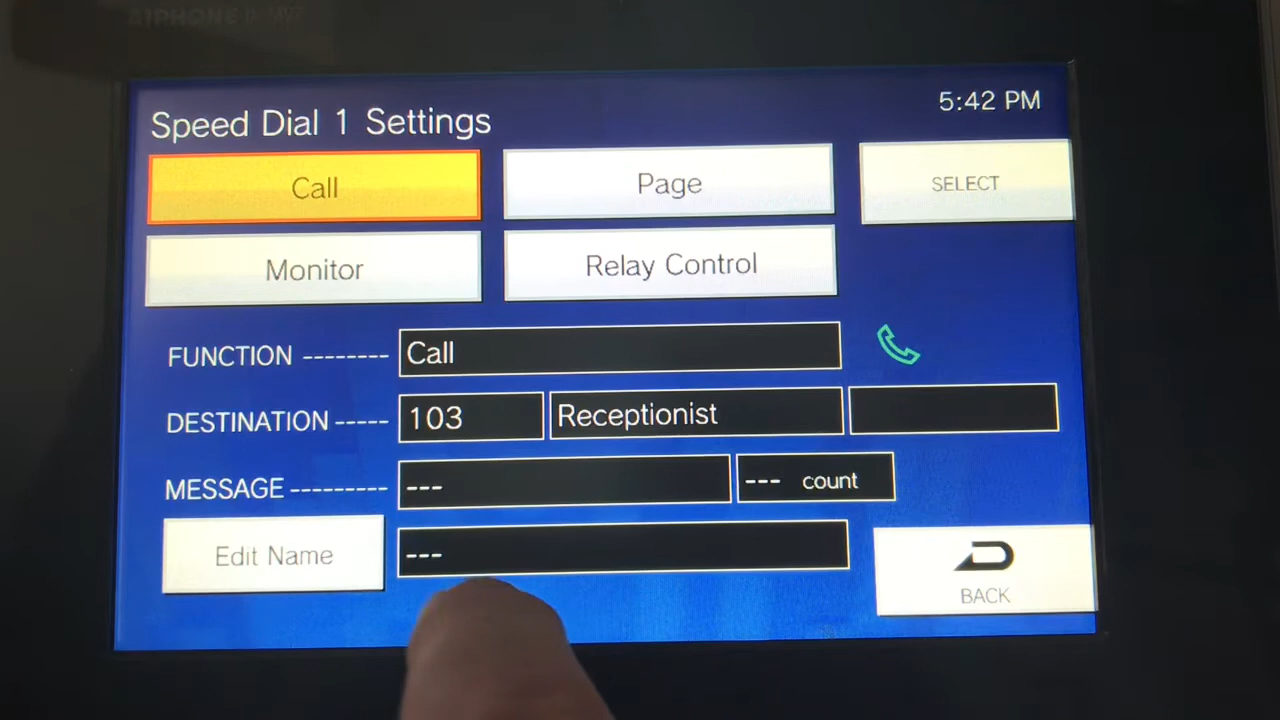 AIPHONE
Speed Dial 1 Settings
5:42 PM
Call
Page
SELECT
Monitor
Relay Control
FUNCTION --------
Call
DESTINATION -----
103
Receptionist
MESSAGE ---------
---
--- count
Edit Name
---
BACK